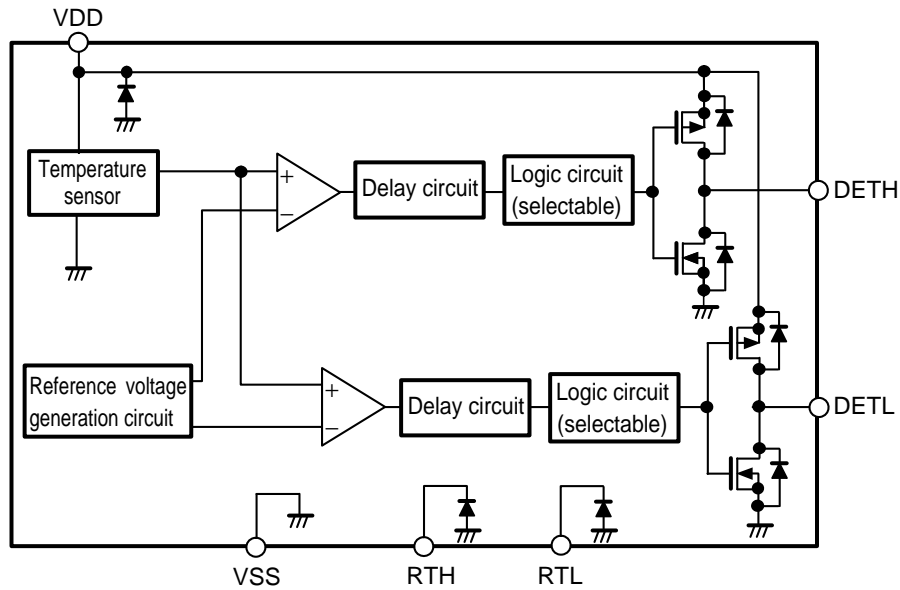 VDD
Temperature
sensor
+
−
Delay circuit
Logic circuit
(selectable)
DETH
Reference voltage
generation circuit
+
−
Delay circuit
Logic circuit
(selectable)
DETL
VSS
RTH
RTL